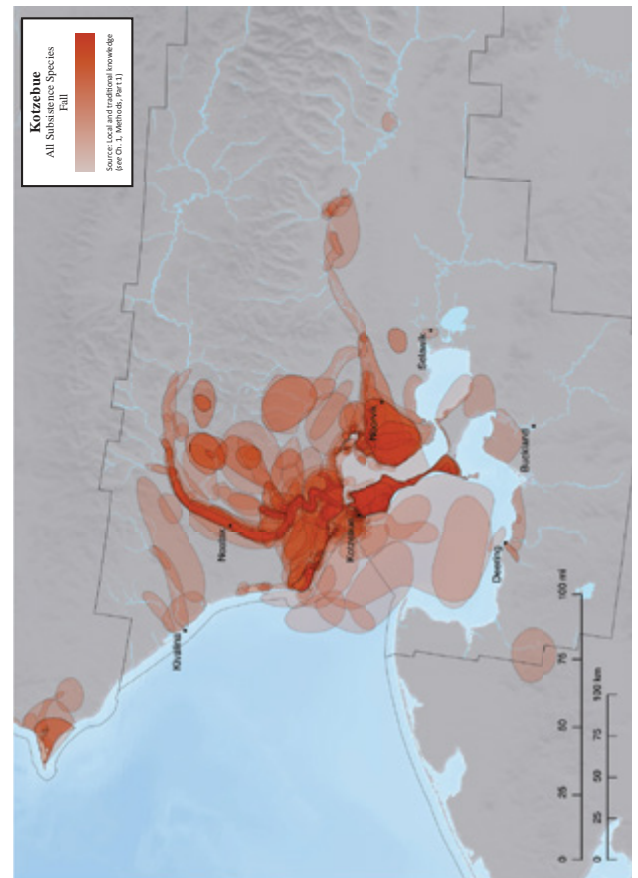 Kotzebue
All Subsistence Species
Fall
Source: Local and traditional knowledge
(see Ch. 1, Methods, Part 1)
Kivalina
Noatak
Kotzebue
Noorvik
Selawik
Deering
Buckland
0 25 50 75 100 mi
0 25 50 75 100 km